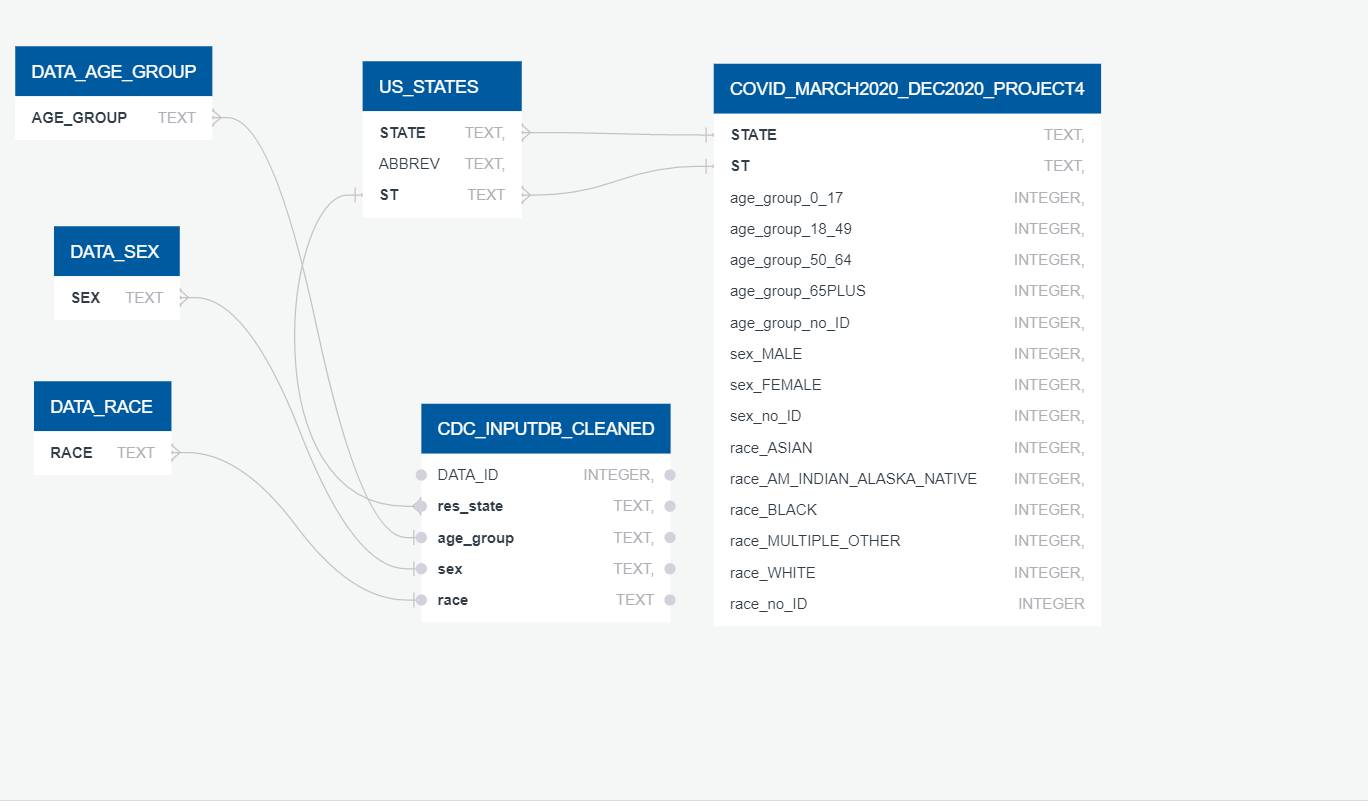 DATA_AGE_GROUP
AGE_GROUP TEXT
DATA_SEX
SEX TEXT
DATA_RACE
RACE TEXT
US_STATES
STATE TEXT,
ABBREV TEXT,
ST TEXT
CDC_INPUTDB_CLEANED
DATA_ID INTEGER,
res_state TEXT,
age_group TEXT,
sex TEXT,
race TEXT
COVID_MARCH2020_DEC2020_PROJECT4
STATE TEXT,
ST TEXT,
age_group_0_17 INTEGER,
age_group_18_49 INTEGER,
age_group_50_64 INTEGER,
age_group_65PLUS INTEGER,
age_group_no_ID INTEGER,
sex_MALE INTEGER,
sex_FEMALE INTEGER,
sex_no_ID INTEGER,
race_ASIAN INTEGER,
race_AM_INDIAN_ALASKA_NATIVE INTEGER,
race_BLACK INTEGER,
race_MULTIPLE_OTHER INTEGER,
race_WHITE INTEGER,
race_no_ID INTEGER